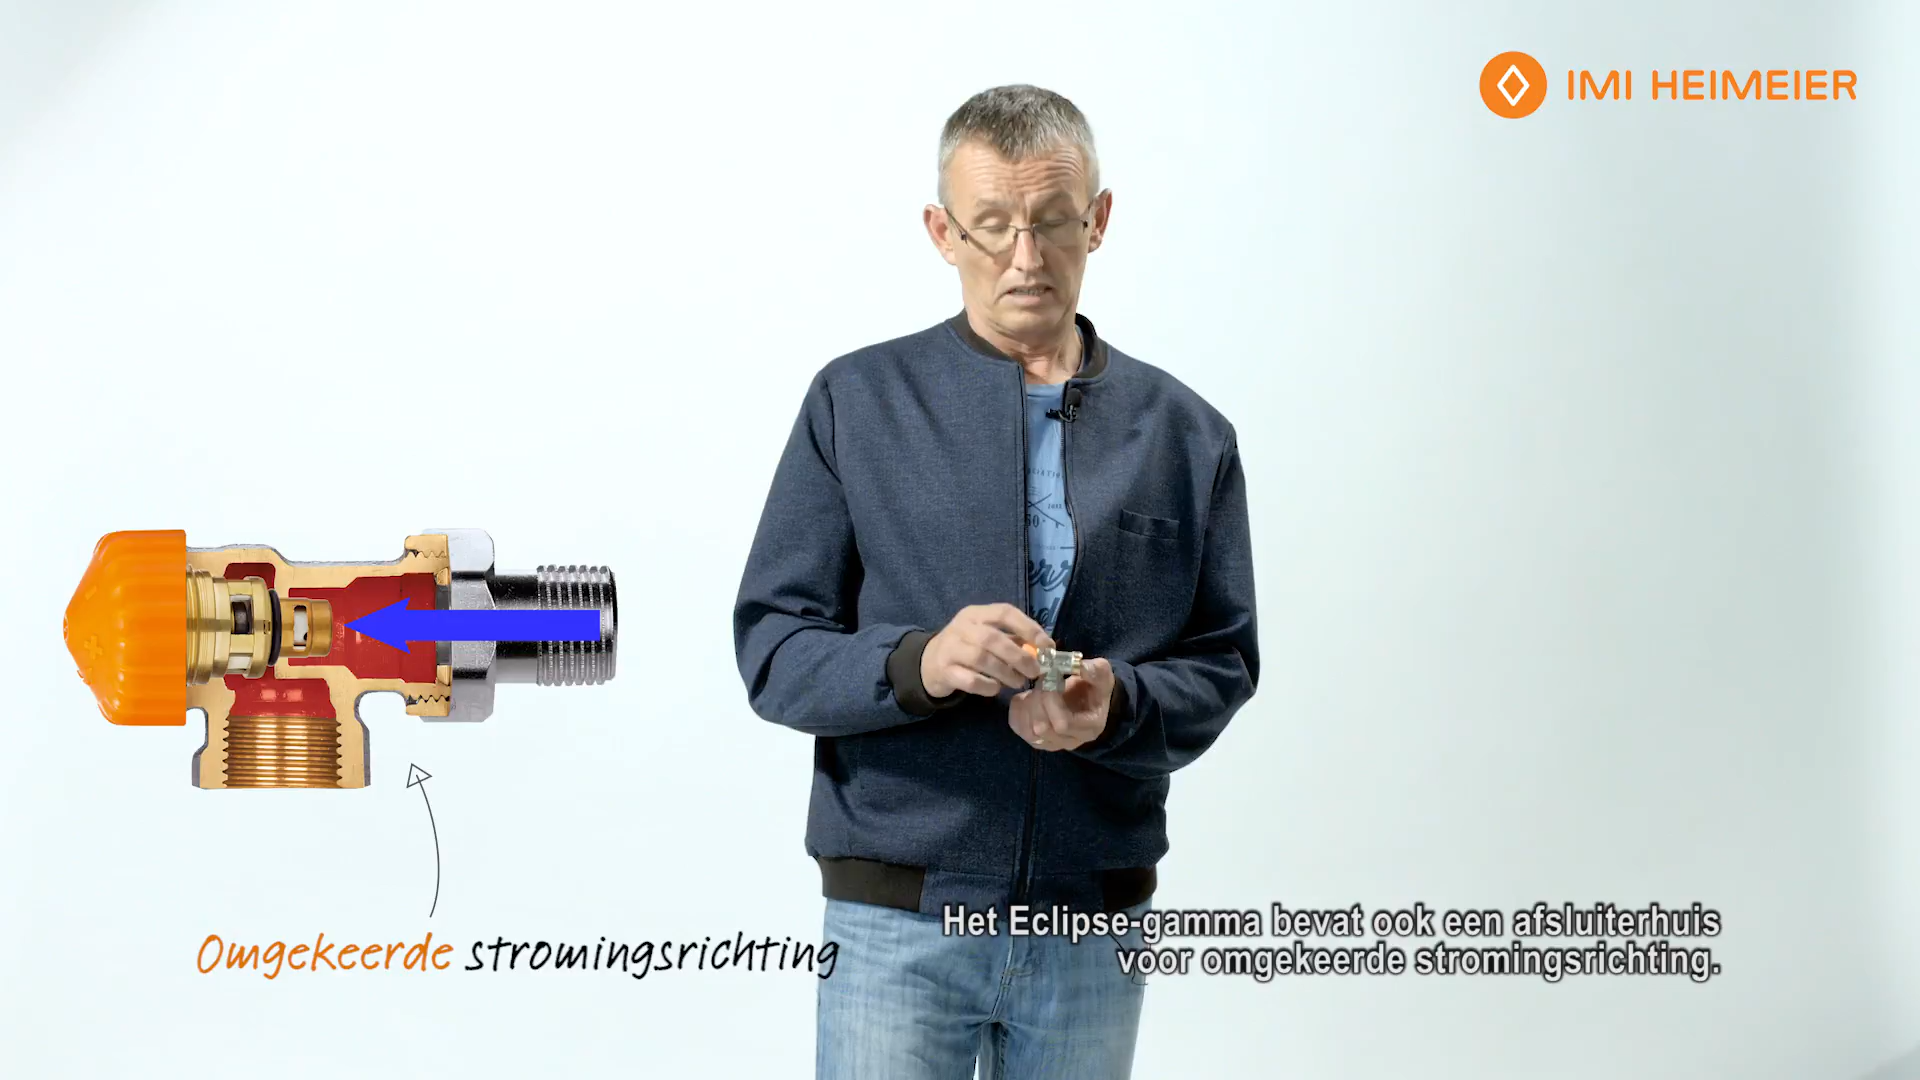 IMI HEIMEIER
Omgekeerde stromingsrichting
Het Eclipse-gamma bevat ook een afsluiterhuis
voor omgekeerde stromingsrichting.